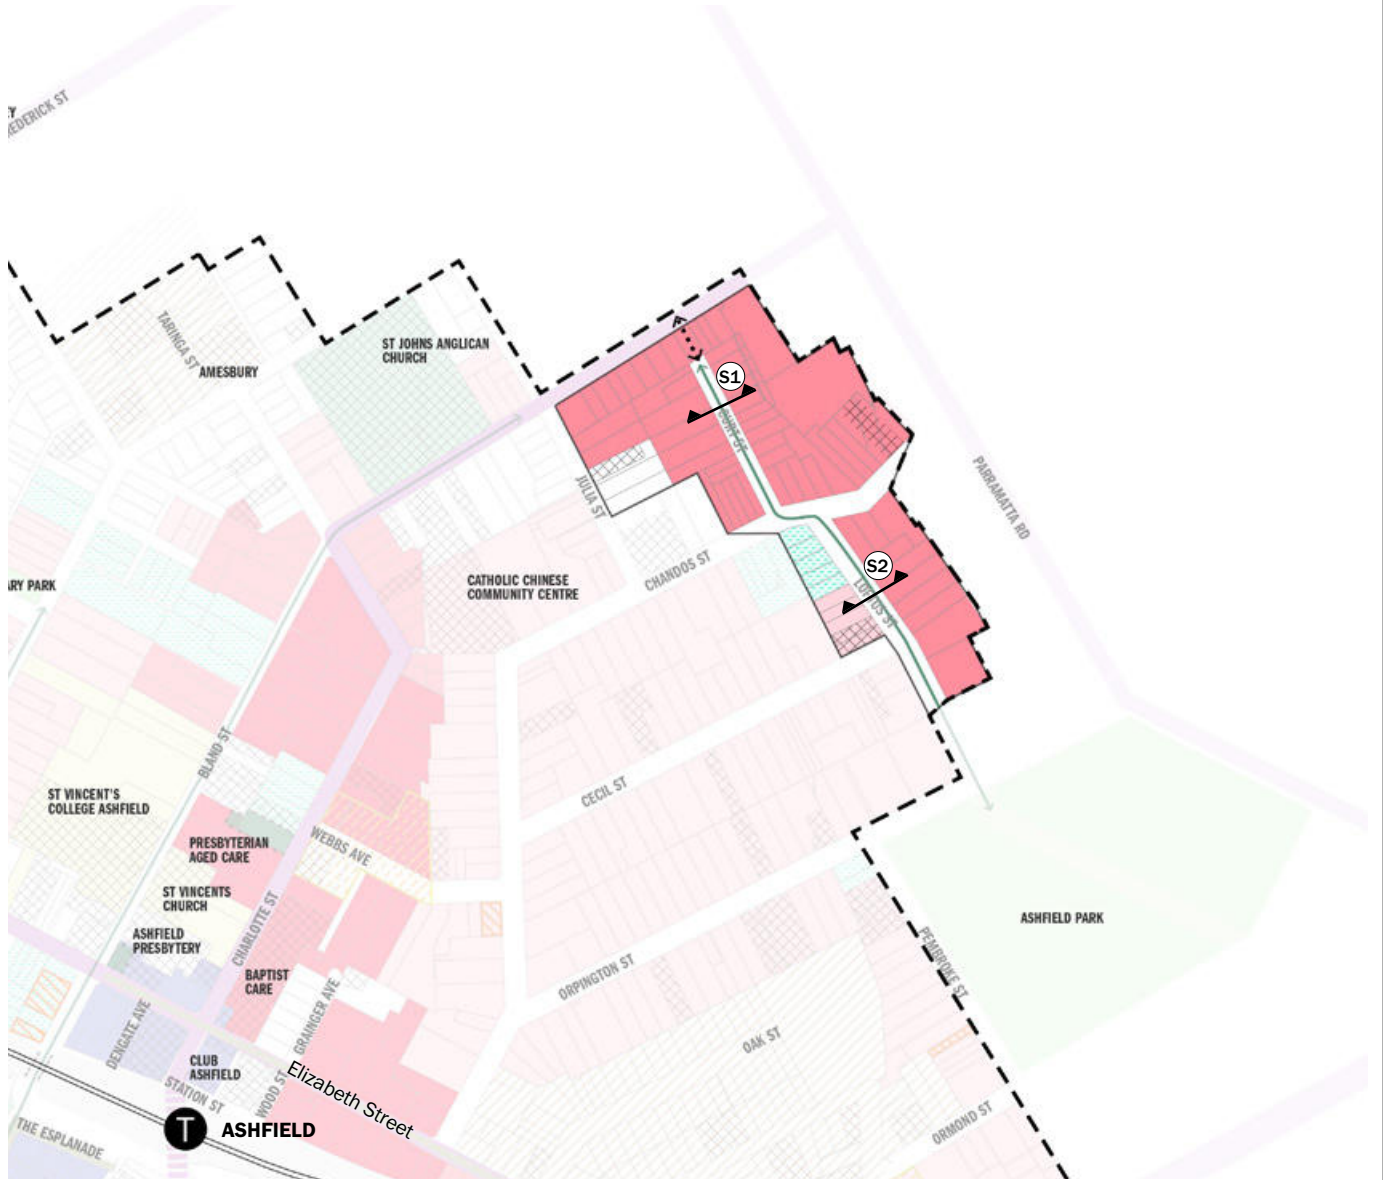 ST JOHNS ANGLICAN
CHURCH
TARINGA ST
AMESBURY
S1
CURT ST
PARRAMATTA RD
JULIA ST
CHANDOS ST
S2
LOFTUS ST
CATHOLIC CHINESE
COMMUNITY CENTRE
BLAND ST
CECIL ST
ST VINCENT'S
COLLEGE ASHFIELD
WEBBS AVE
PRESBYTERIAN
AGED CARE
ST VINCENTS
CHURCH
CHARLOTTE ST
ASHFIELD
PRESBYTERY
ASHFIELD PARK
PEMBROKE ST
BAPTIST
CARE
ORPINGTON ST
GRAINGER AVE
DENGATE AVE
OAK ST
CLUB
ASHFIELD
STATION ST
WOOD ST
Elizabeth Street
T
ASHFIELD
THE ESPLANADE
ORMOND ST